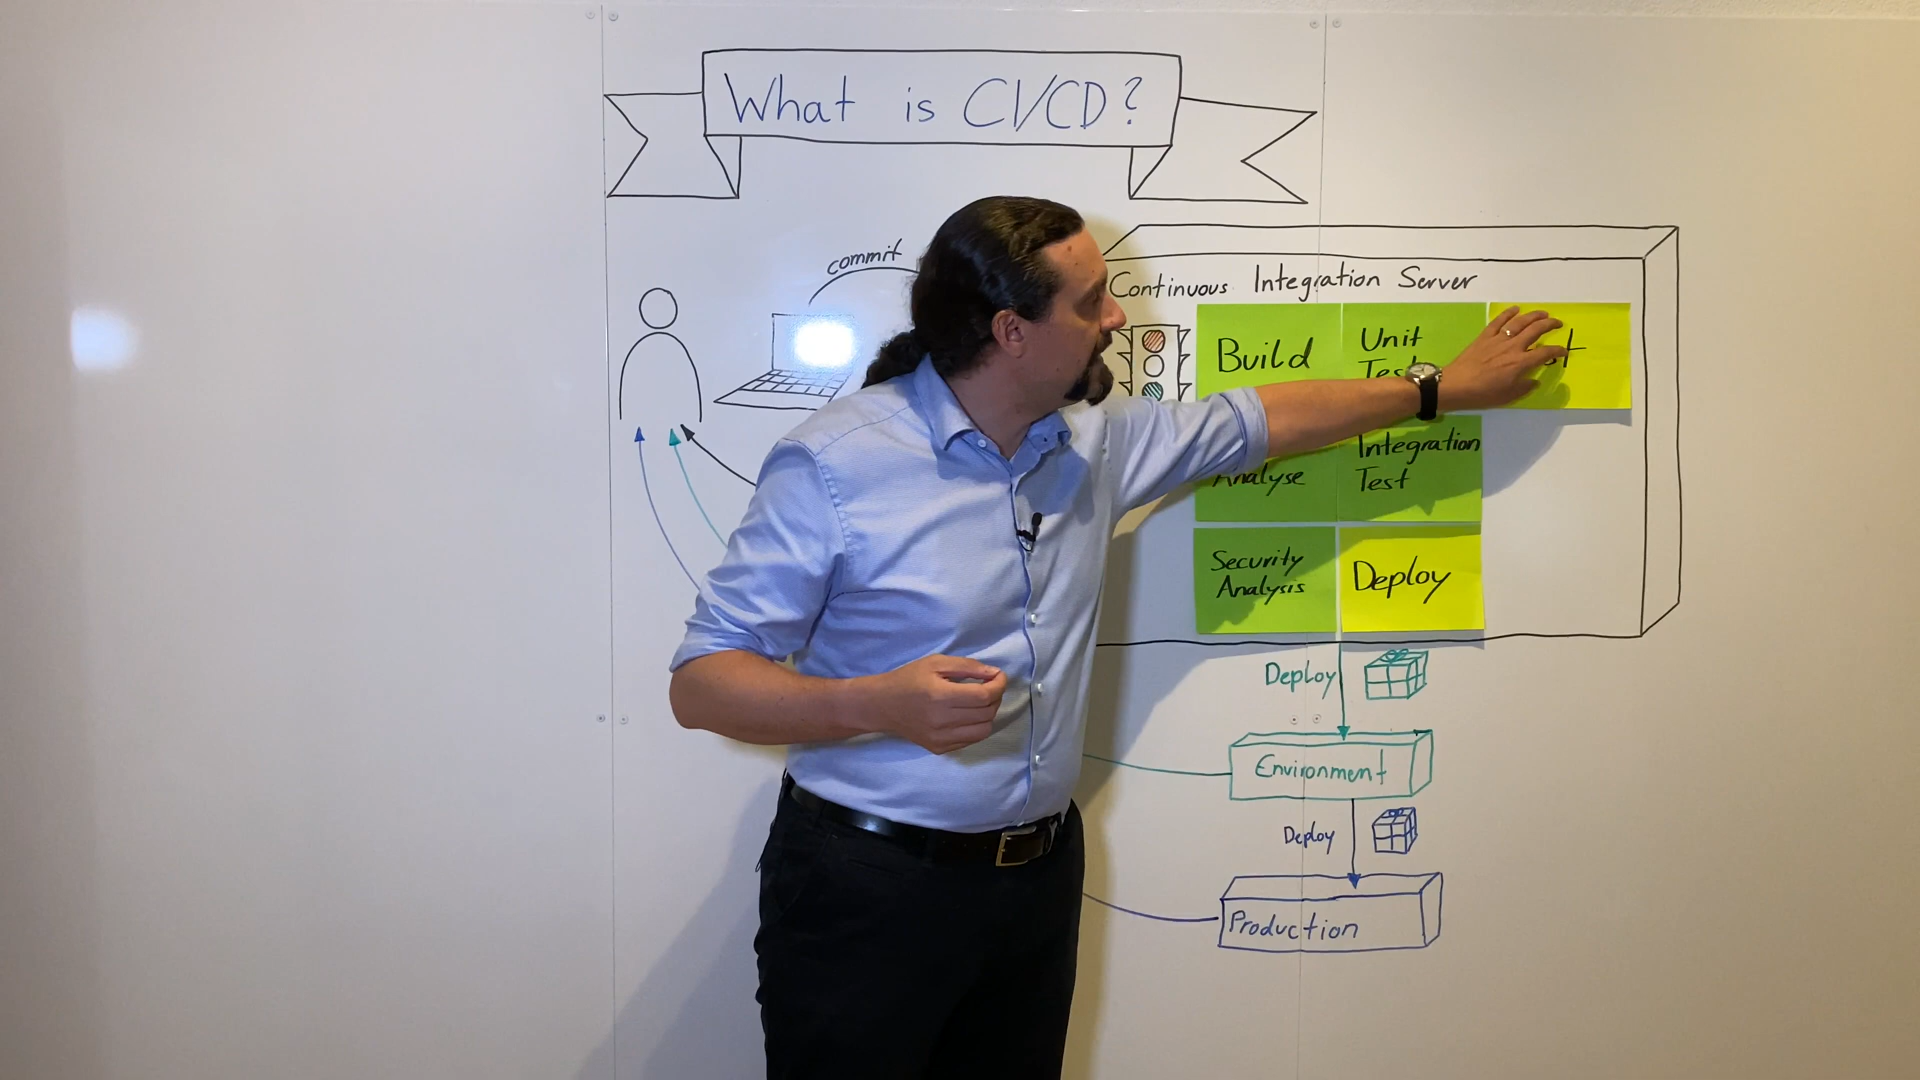 What is CI/CD?
commit
Continuous Integration Server
Build
Unit
Analyse
Integration
Test
Security
Analysis
Deploy
Deploy
Environment
Deploy
Production